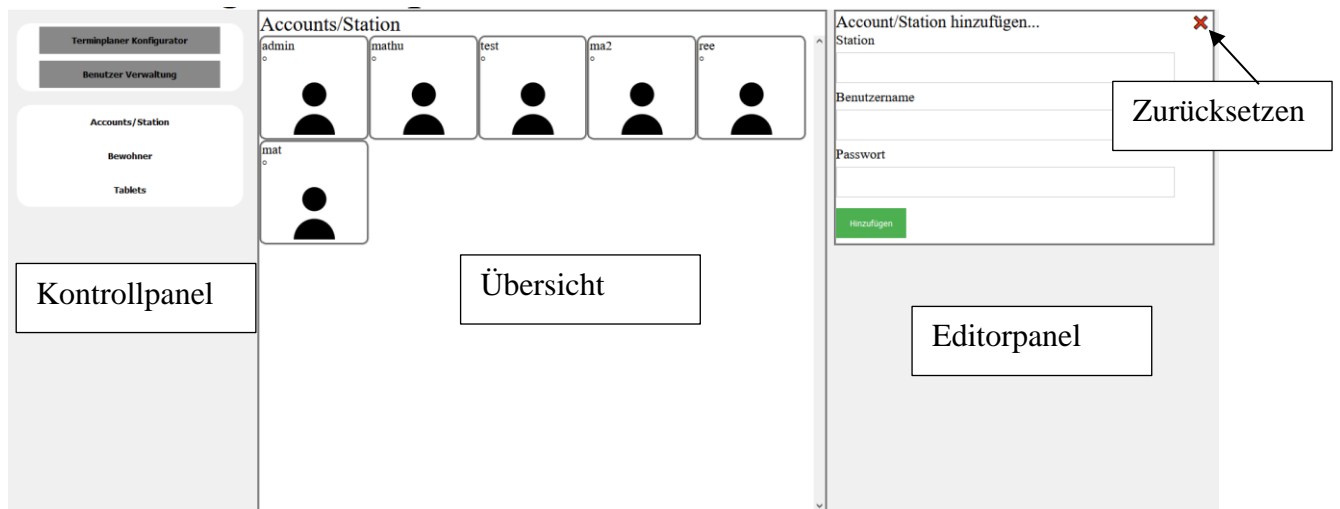 Terminplaner Konfigurator
Benutzer Verwaltung
Accounts/Station
Bewohner
Tablets
Kontrollpanel
Accounts/Station
admin
mathu
test
ma2
ree
mat
Übersicht
Account/Station hinzufügen...
Station
Benutzername
Passwort
Hinzufügen
Zurücksetzen
Editorpanel